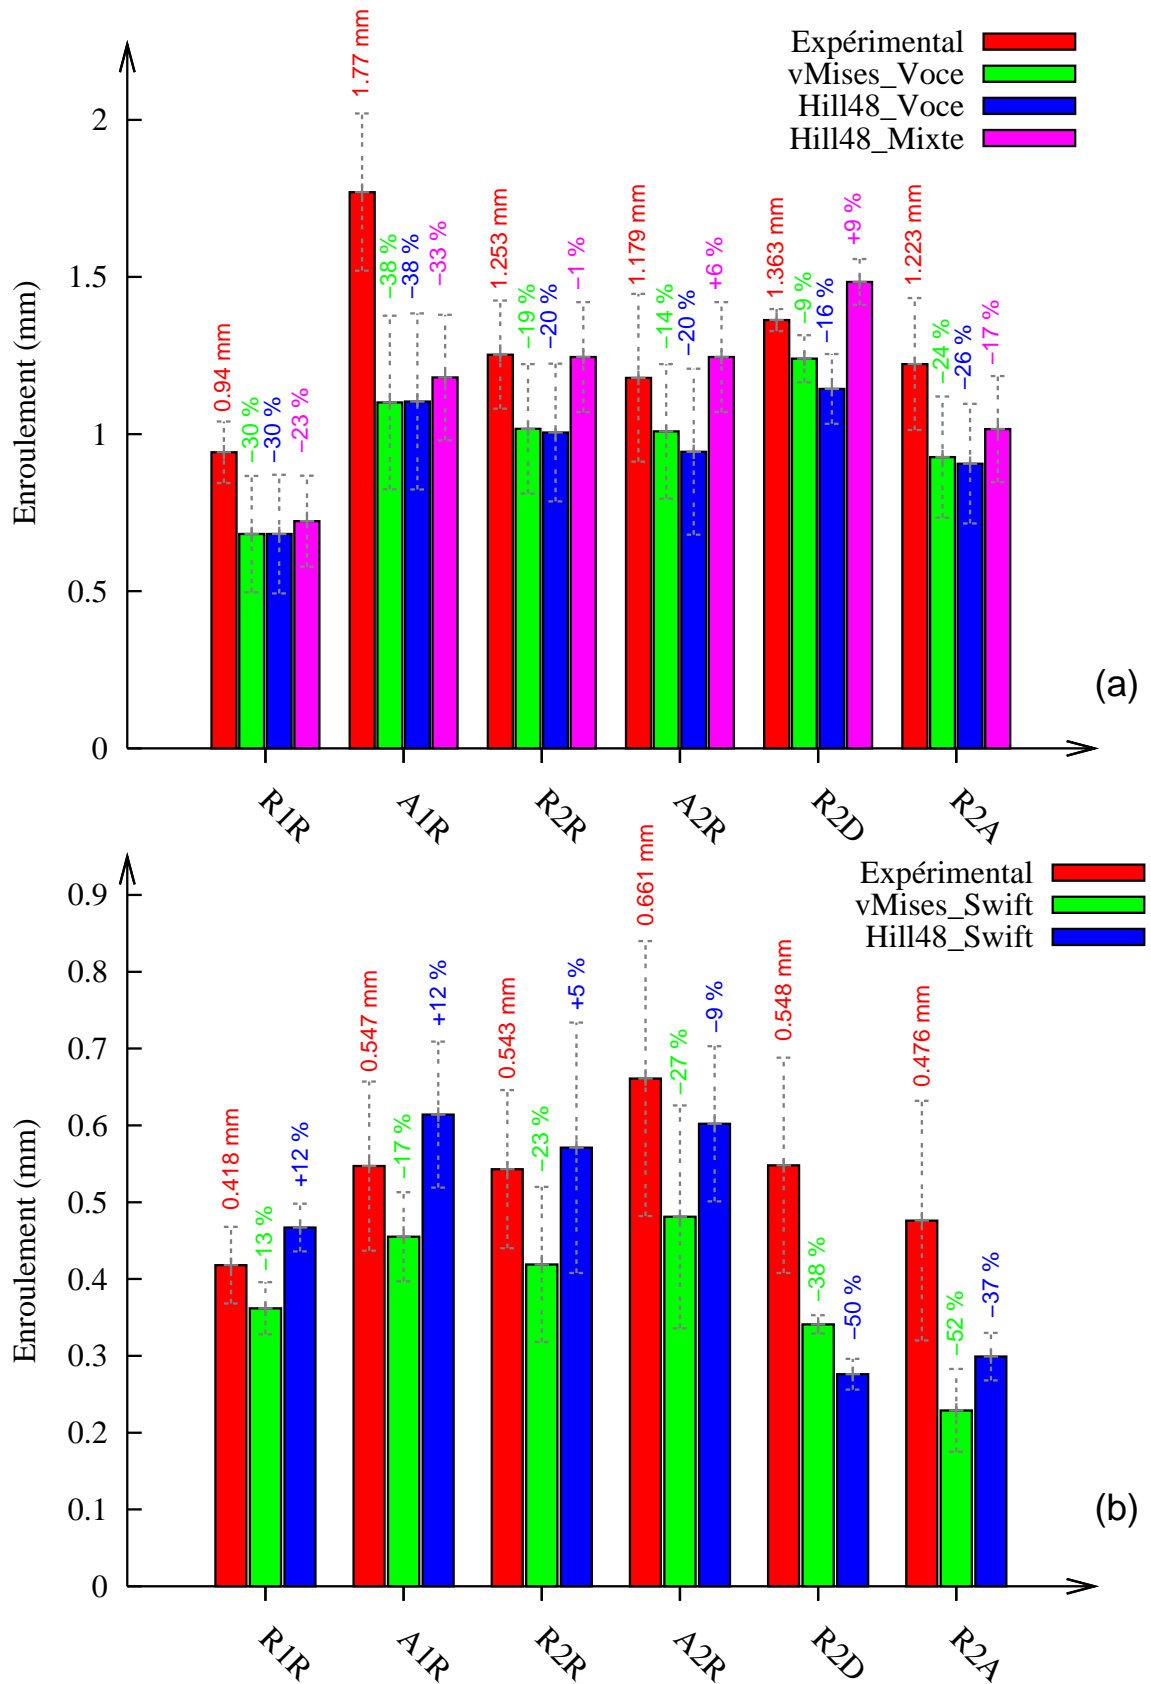 Expérimental
vMises_Voce
Hill48_Voce
Hill48_Mixte
Enroulement (mm)
2
1.5
1
0.5
0
0.94 mm
−30 %
−30 %
−23 %
1.77 mm
−38 %
−38 %
−33 %
1.253 mm
−19 %
−20 %
−1 %
1.179 mm
−14 %
−20 %
+6 %
1.363 mm
−9 %
−16 %
+9 %
1.223 mm
−24 %
−26 %
−17 %
R1R
A1R
R2R
A2R
R2D
R2A
(a)
Expérimental
vMises_Swift
Hill48_Swift
Enroulement (mm)
0.9
0.8
0.7
0.6
0.5
0.4
0.3
0.2
0.1
0
0.418 mm
−13 %
+12 %
0.547 mm
−17 %
+12 %
0.543 mm
−23 %
+5 %
0.661 mm
−27 %
−9 %
0.548 mm
−38 %
−50 %
0.476 mm
−52 %
−37 %
R1R
A1R
R2R
A2R
R2D
R2A
(b)